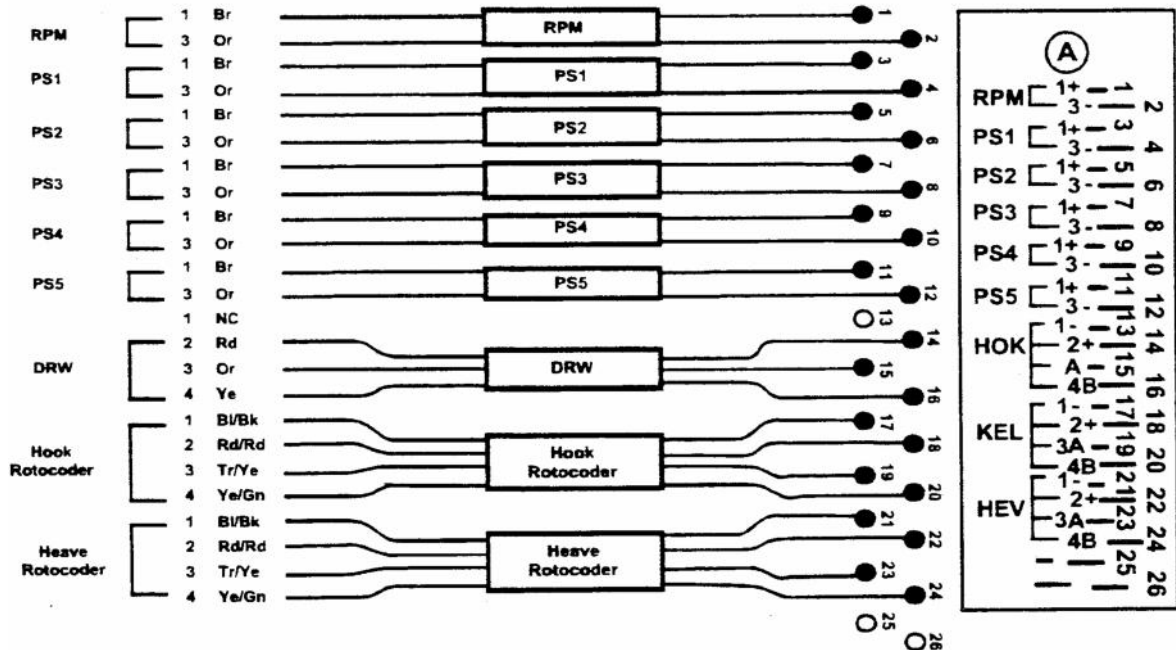 1 Br RPM 1
RPM
3 Or 2
1 Br PS1 3
PS1
3 Or 4
1 Br PS2 5
PS2
3 Or 6
1 Br PS3 7
PS3
3 Or 8
1 Br PS4 9
PS4
3 Or 10
1 Br PS5 11
PS5
3 Or 12
1 NC 13
2 Rd 14
DRW 3 Or DRW 15
4 Ye 16
1 Bl/Bk 17
Hook 2 Rd/Rd Hook 18
Rotocoder 3 Tr/Ye Rotocoder 19
4 Ye/Gn 20
1 Bl/Bk 21
Heave 2 Rd/Rd Heave 22
Rotocoder 3 Tr/Ye Rotocoder 23
4 Ye/Gn 24
25
26
A
RPM 1+ 1
3 - 2
PS1 1+ 3
3 - 4
PS2 1+ 5
3 - 6
PS3 1+ 7
3 - 8
PS4 1+ 9
3 - 10
PS5 1+ 11
3 - 12
HOK 1 - 13
2+ 14
A 15
4B 16
KEL 1 - 17
2+ 18
3A 19
4B 20
HEV 1 - 21
2+ 22
3A 23
4B 24
25
26